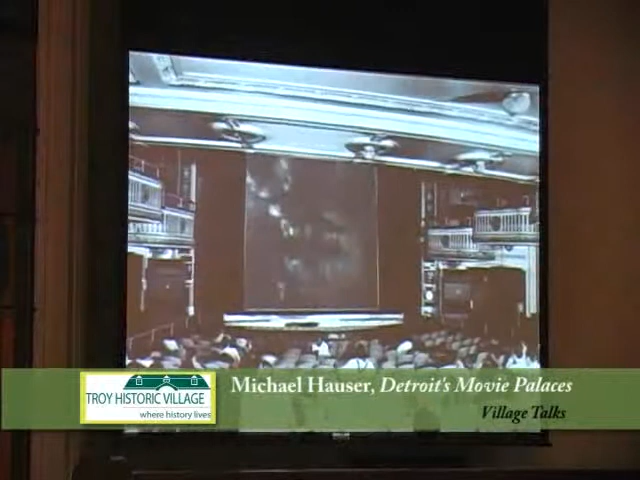 TROY HISTORIC VILLAGE
where history lives
Michael Hauser, Detroit's Movie Palaces
Village Talks